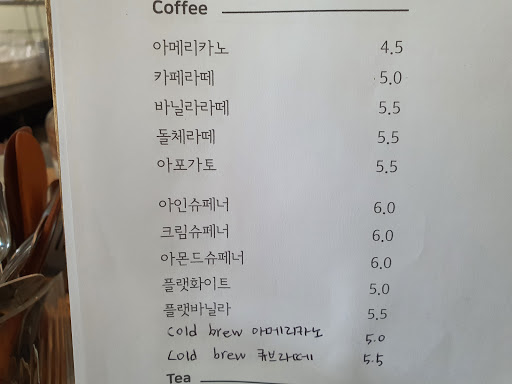 Coffee
아메리카노 4.5
카페라떼 5.0
바닐라라떼 5.5
돌체라떼 5.5
아포가토 5.5
아인슈페너 6.0
크림슈페너 6.0
아몬드슈페너 6.0
플랫화이트 5.0
플랫바닐라 5.5
Cold brew 아메리카노 5.0
Cold brew 큐브라떼 5.5
Tea